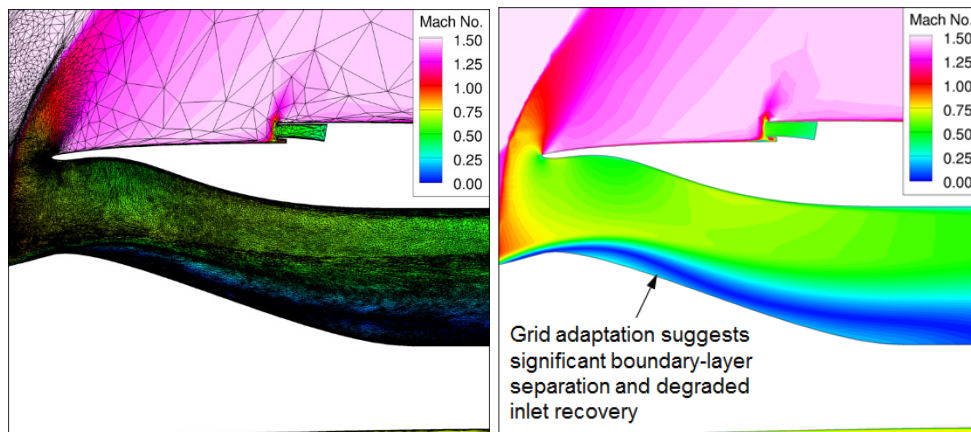 Mach No.
1.50
1.25
1.00
0.75
0.50
0.25
0.00
Mach No.
1.50
1.25
1.00
0.75
0.50
0.25
0.00
Grid adaptation suggests
significant boundary-layer
separation and degraded
inlet recovery